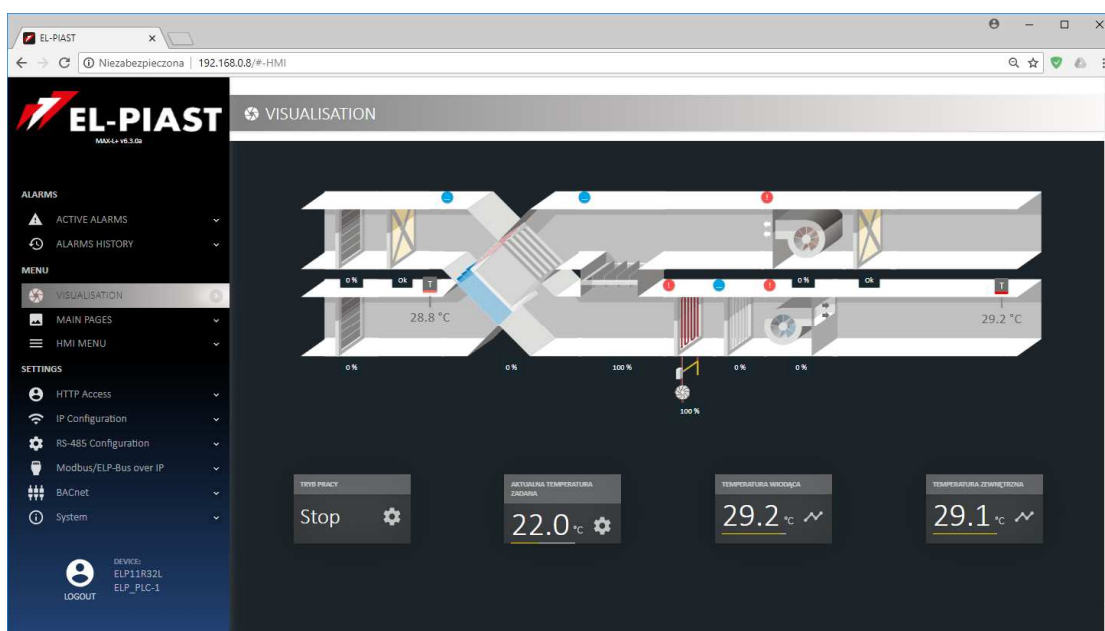 EL-PIAST
Niezabezpieczona | 192.168.0.8/#-HMI
EL-PIAST
MAX-L+ v6.3.0a
VISUALISATION
ALARMS
ACTIVE ALARMS
ALARMS HISTORY
MENU
VISUALISATION
MAIN PAGES
HMI MENU
SETTINGS
HTTP Access
IP Configuration
RS-485 Configuration
Modbus/ELP-Bus over IP
BACnet
System
LOGOUT
DEVICE:
ELP11R32L
ELP_PLC-1
0 %
Ok
T
0 %
Ok
T
28.8 °C
29.2 °C
0 %
0 %
100 %
0 %
0 %
100 %
TRYB PRACY
Stop
AKTUALNA TEMPERATURA
ZADANA
22.0 °C
TEMPERATURA WIODĄCA
29.2 °C
TEMPERATURA ZEWNĘTRZNA
29.1 °C